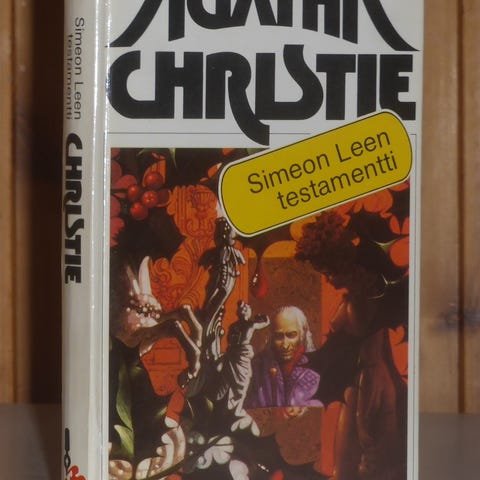 AGATHA
CHRISTIE
Simeon Leen
testamentti
Simeon Leen
testamentti
CHRISTIE